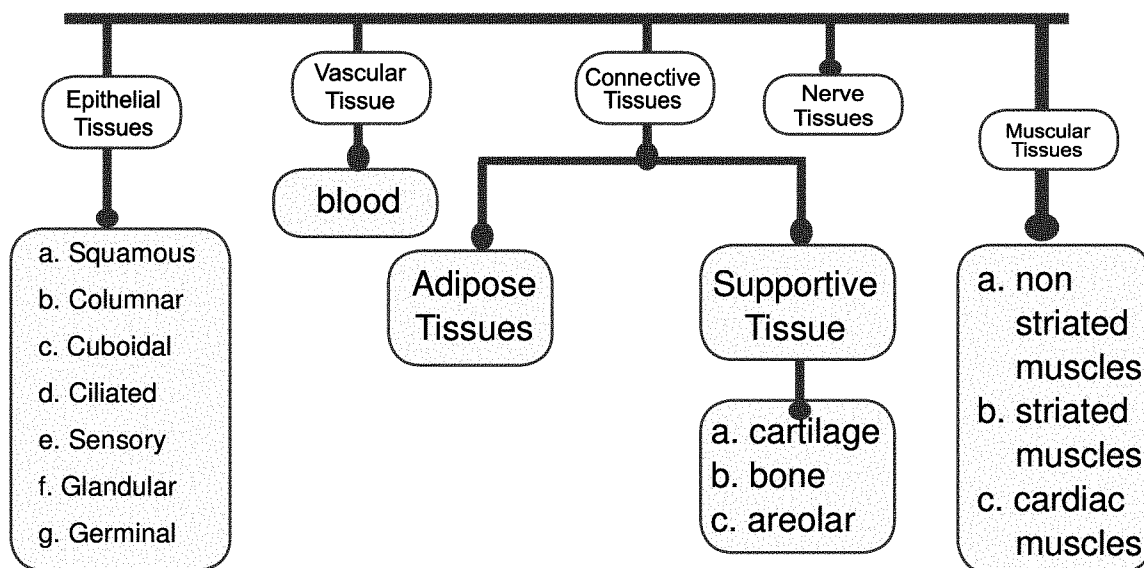 Epithelial
Tissues
a. Squamous
b. Columnar
c. Cuboidal
d. Ciliated
e. Sensory
f. Glandular
g. Germinal
Vascular
Tissue
blood
Connective
Tissues
Adipose
Tissues
Supportive
Tissue
a. cartilage
b. bone
c. areolar
Nerve
Tissues
Muscular
Tissues
a. non
striated
muscles
b. striated
muscles
c. cardiac
muscles